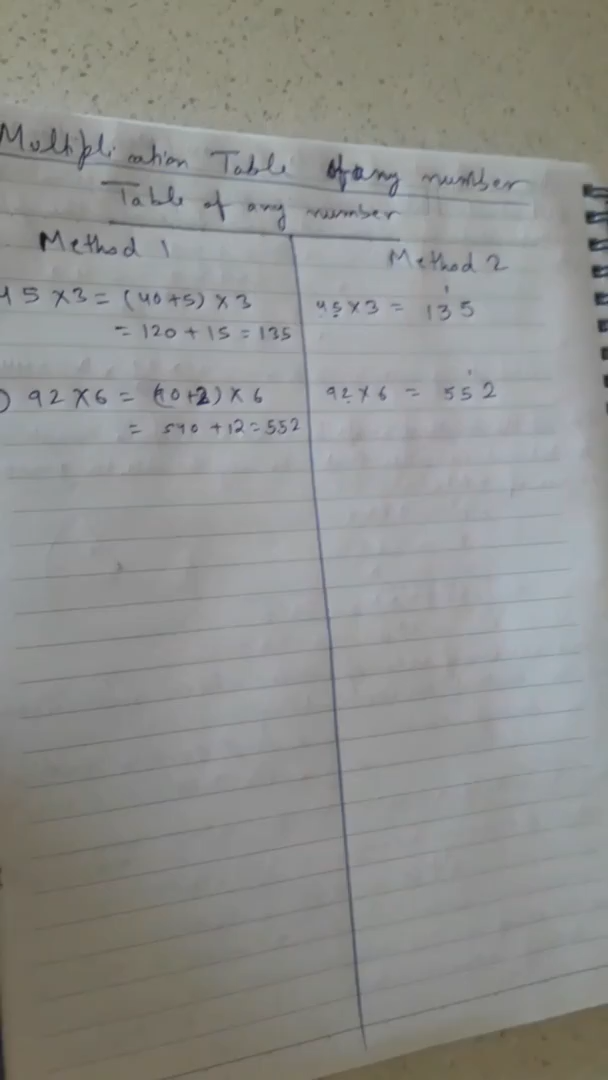 Multiplication Table of any number
Table of any number
Method 1
45 × 3 = (40+5) × 3
= 120 + 15 = 135
) 92 × 6 = (90+2) × 6
= 540 + 12 = 552
Method 2
45 × 3 = 135
92 × 6 = 552